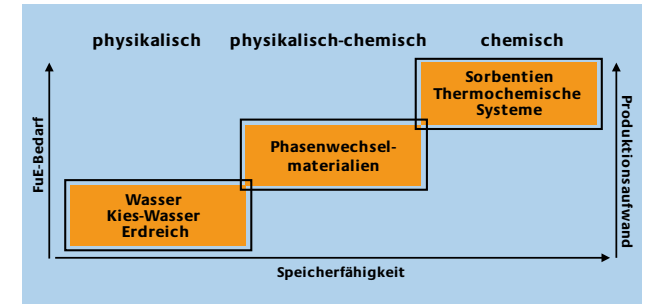 physikalisch physikalisch-chemisch chemisch
Sorbentien
Thermochemische
Systeme
Phasenwechsel-
materialien
Wasser
Kies-Wasser
Erdreich
FuE-Bedarf
Produktionsaufwand
Speicherfähigkeit